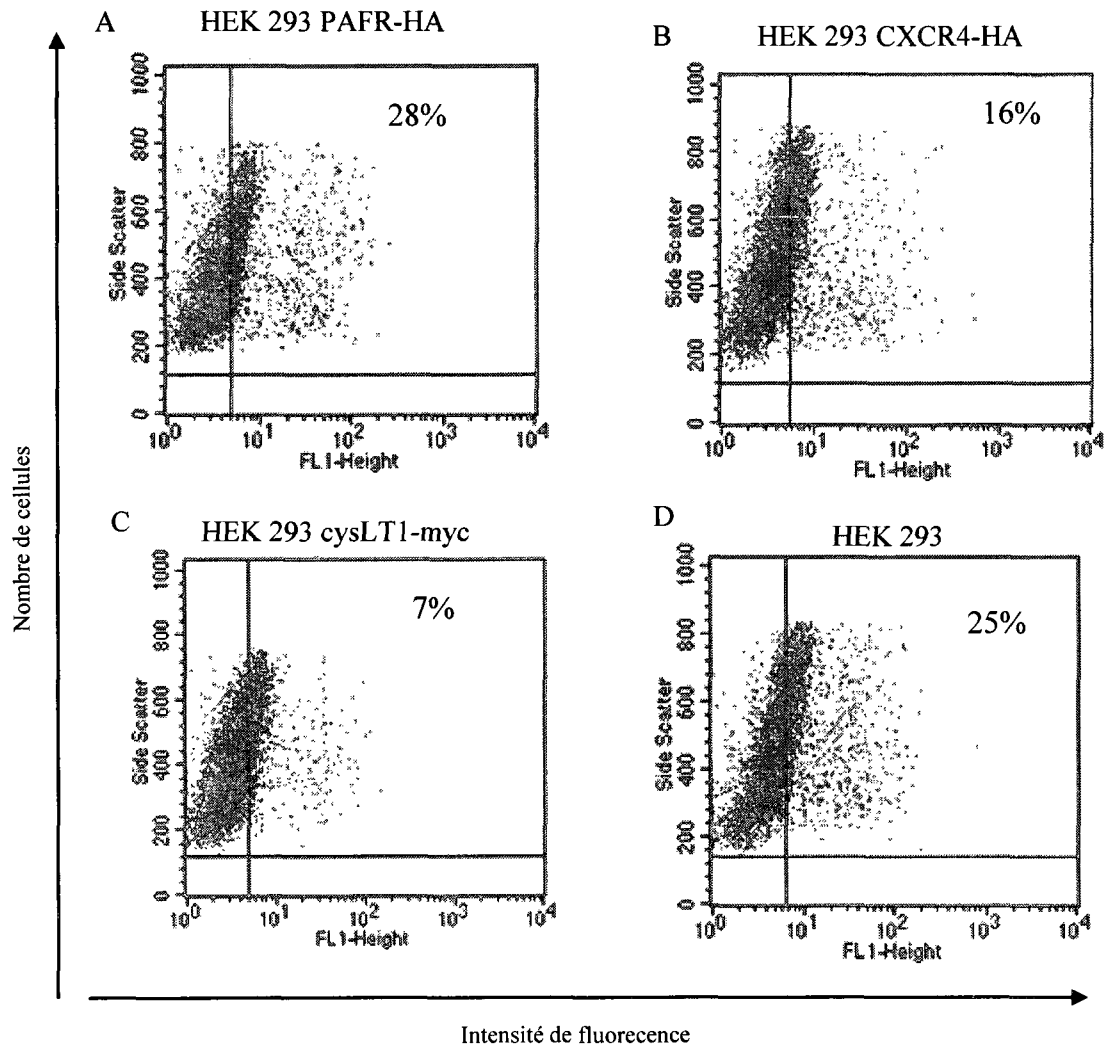 A
HEK 293 PAFR-HA
28%
1000
800
600
400
200
0
Side Scatter
10^0
10^1
10^2
10^3
10^4
FL1-Height
B
HEK 293 CXCR4-HA
16%
1000
800
600
400
200
0
Side Scatter
10^0
10^1
10^2
10^3
10^4
FL1-Height
C
HEK 293 cysLT1-myc
7%
1000
800
600
400
200
0
Side Scatter
10^0
10^1
10^2
10^3
10^4
FL1-Height
D
HEK 293
25%
1000
800
600
400
200
0
Side Scatter
10^0
10^1
10^2
10^3
10^4
FL1-Height
Nombre de cellules
Intensité de fluorecence